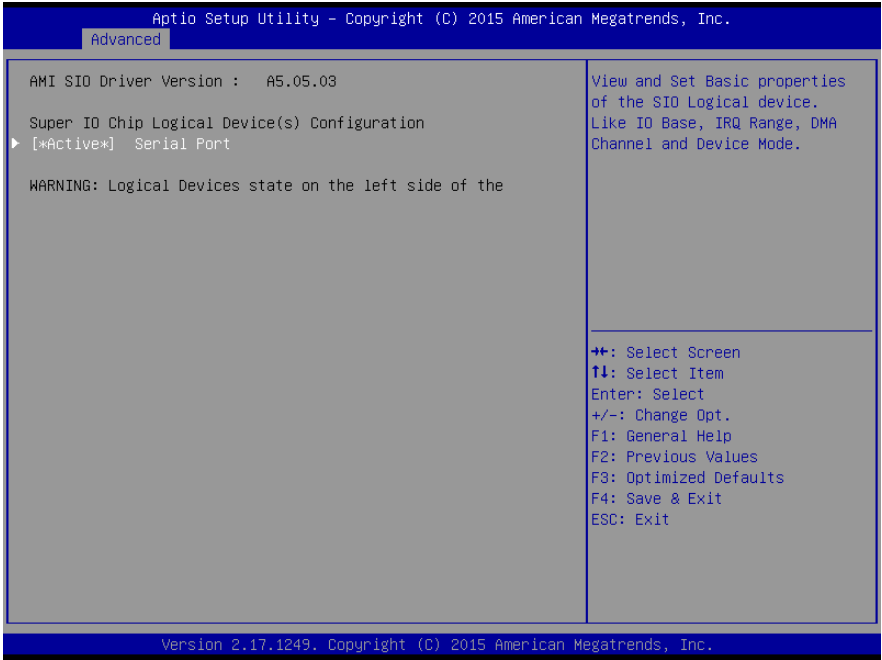 Aptio Setup Utility – Copyright (C) 2015 American Megatrends, Inc.
Advanced
AMI SIO Driver Version :   A5.05.03
Super IO Chip Logical Device(s) Configuration
[*Active*]  Serial Port
WARNING: Logical Devices state on the left side of the
View and Set Basic properties
of the SIO Logical device.
Like IO Base, IRQ Range, DMA
Channel and Device Mode.
→←: Select Screen
↑↓: Select Item
Enter: Select
+/-: Change Opt.
F1: General Help
F2: Previous Values
F3: Optimized Defaults
F4: Save & Exit
ESC: Exit
Version 2.17.1249. Copyright (C) 2015 American Megatrends, Inc.